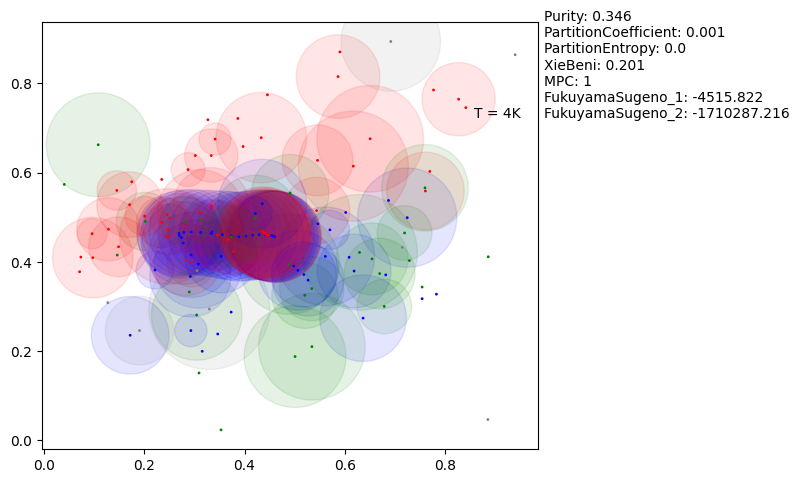 Purity: 0.346
PartitionCoefficient: 0.001
PartitionEntropy: 0.0
XieBeni: 0.201
MPC: 1
FukuyamaSugeno_1: -4515.822
FukuyamaSugeno_2: -1710287.216
T = 4K
0.8
0.6
0.4
0.2
0.0
0.0 0.2 0.4 0.6 0.8